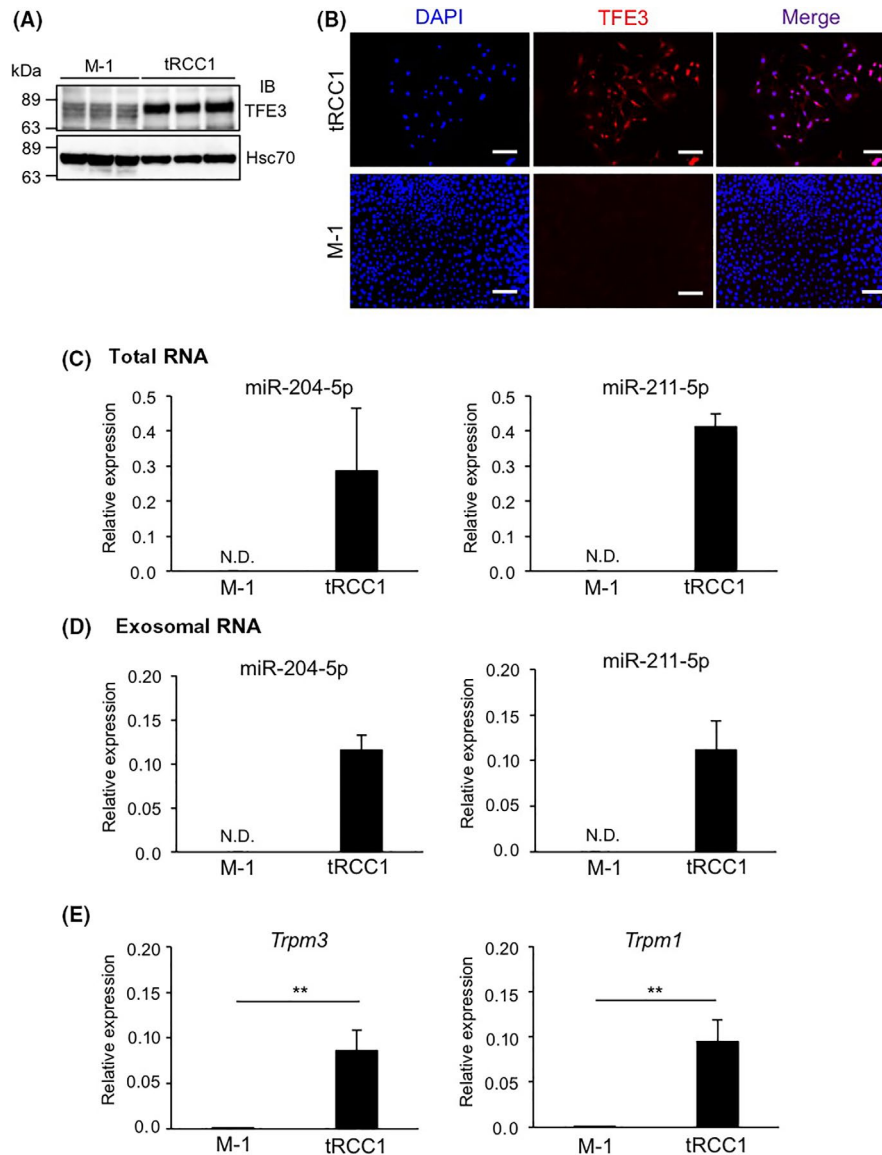 (A)
kDa
M-1 tRCC1
IB
89
TFE3
63
89
Hsc70
63
(B)
DAPI TFE3 Merge
tRCC1
M-1
(C) Total RNA
miR-204-5p
Relative expression
0.5
0.4
0.3
0.2
0.1
0.0
N.D.
M-1 tRCC1
miR-211-5p
Relative expression
0.5
0.4
0.3
0.2
0.1
0.0
N.D.
M-1 tRCC1
(D) Exosomal RNA
miR-204-5p
Relative expression
0.20
0.15
0.10
0.05
0.0
N.D.
M-1 tRCC1
miR-211-5p
Relative expression
0.20
0.15
0.10
0.05
0.0
N.D.
M-1 tRCC1
(E)
Trpm3
Relative expression
0.20
0.15
0.10
0.05
0.0
**
M-1 tRCC1
Trpm1
Relative expression
0.20
0.15
0.10
0.05
0.0
**
M-1 tRCC1